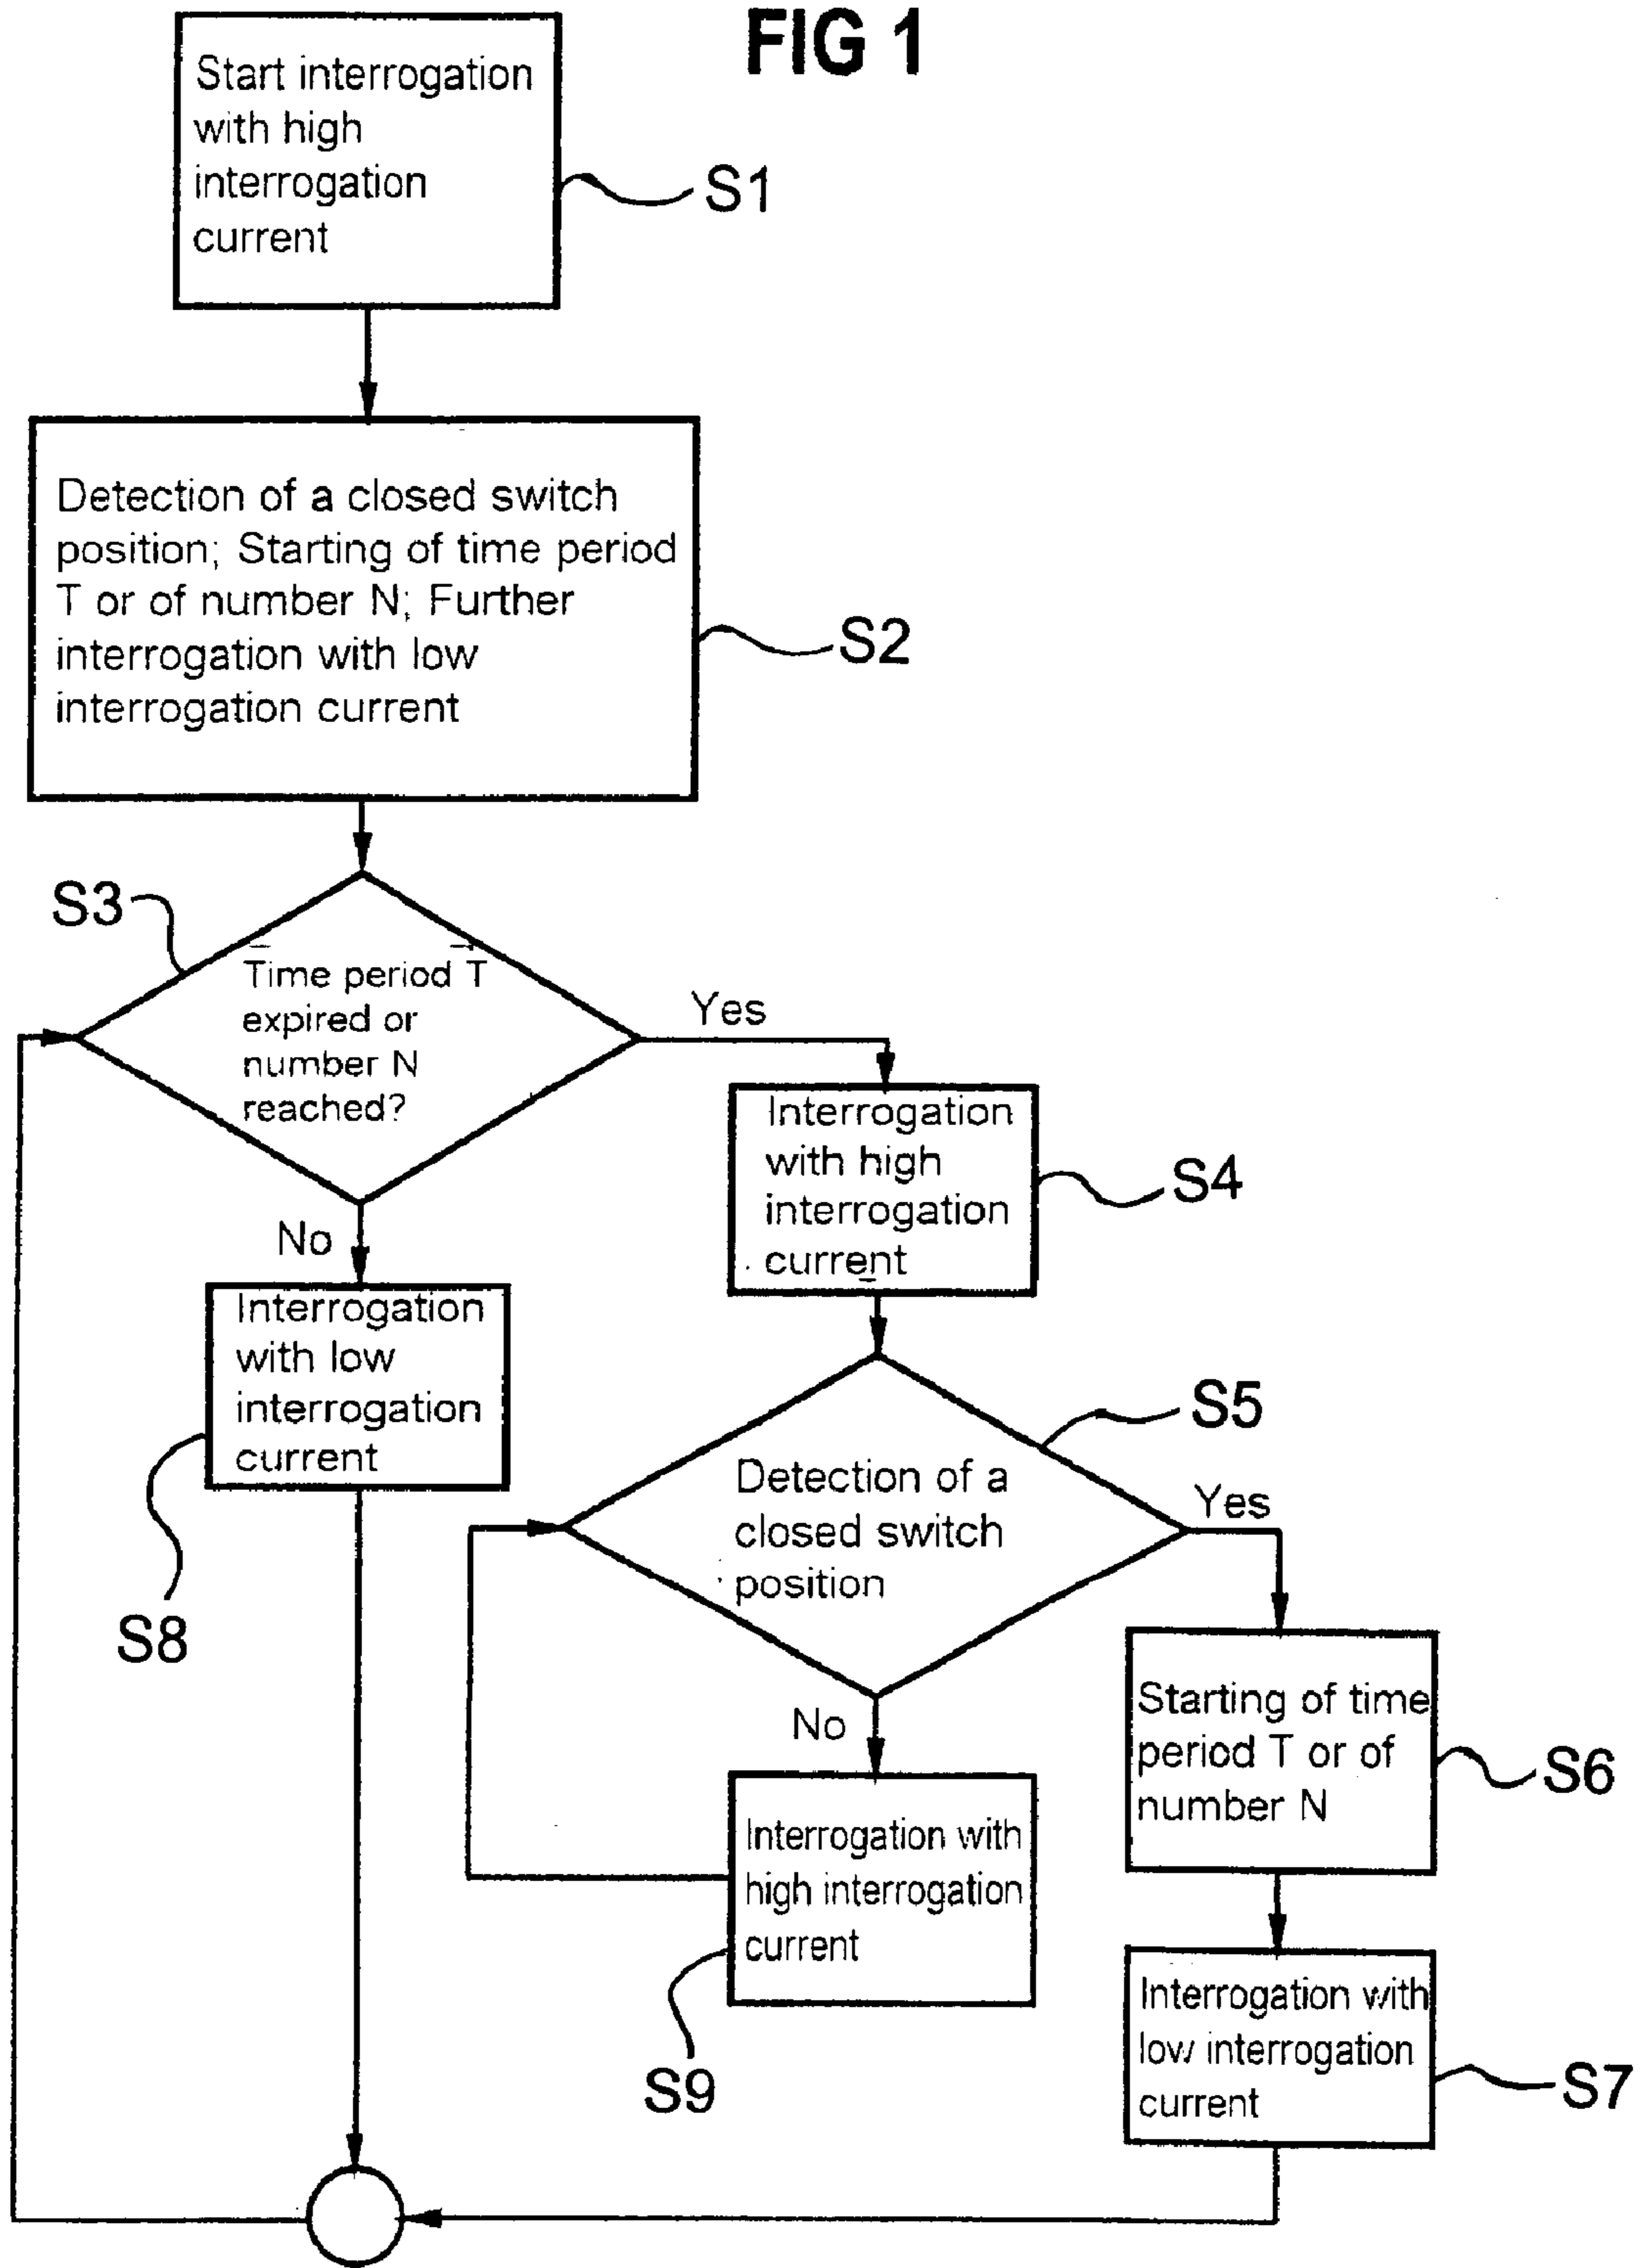 FIG 1
Start interrogation
with high
interrogation
current
S1
Detection of a closed switch
position; Starting of time period
T or of number N; Further
interrogation with low
interrogation current
S2
S3
Time period T
expired or
number N
reached?
Yes
No
Interrogation
with high
interrogation
current
S4
Interrogation
with low
interrogation
current
S8
Detection of a
closed switch
position
S5
Yes
No
Starting of time
period T or of
number N
S6
Interrogation with
high interrogation
current
S9
Interrogation with
low interrogation
current
S7